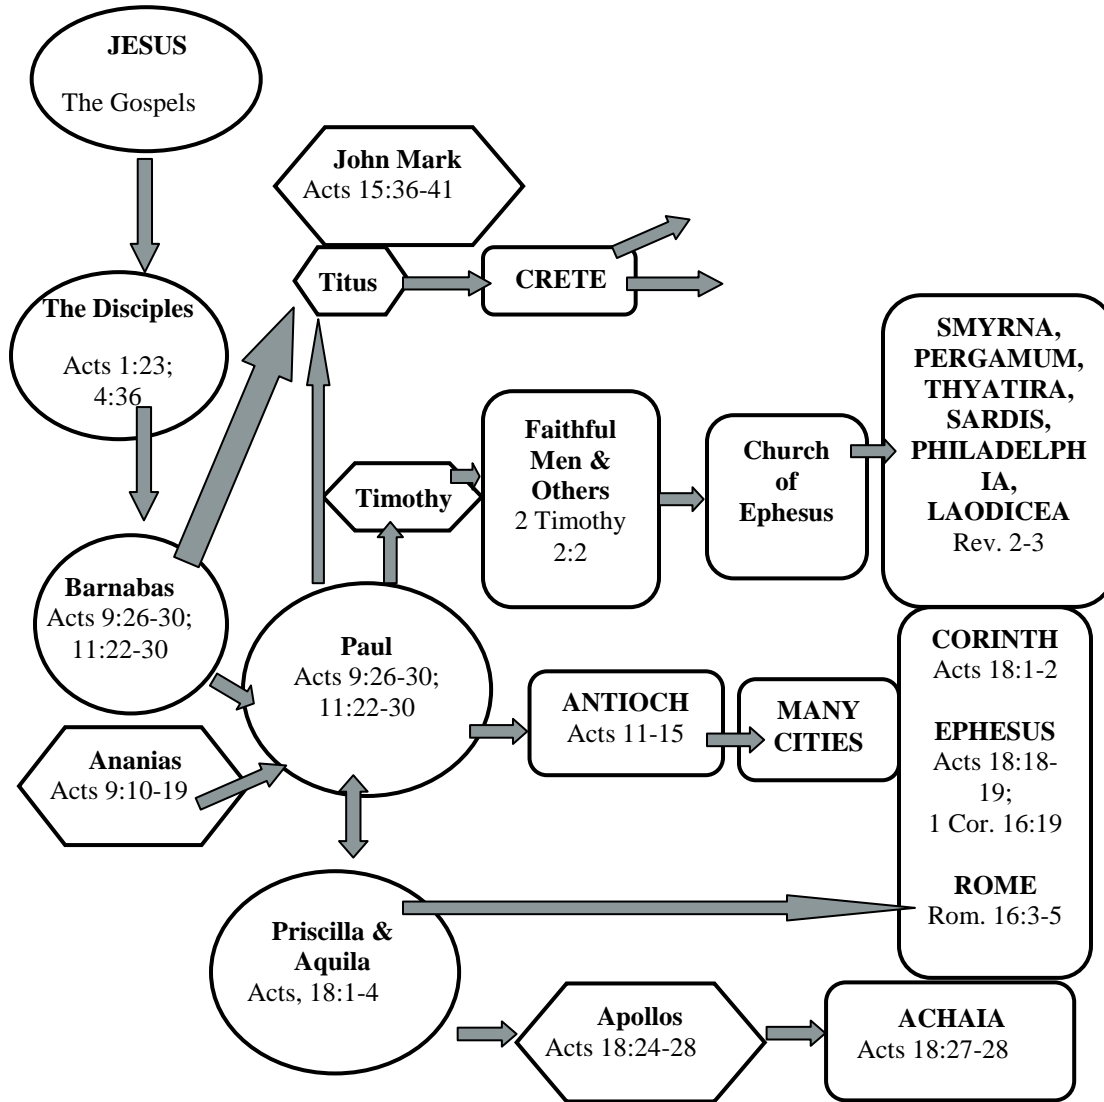 JESUS
The Gospels
John Mark
Acts 15:36-41
Titus
CRETE
The Disciples
Acts 1:23;
4:36
SMYRNA,
PERGAMUM,
THYATIRA,
SARDIS,
PHILADELPH
IA,
LAODICEA
Rev. 2-3
Faithful
Men &
Others
2 Timothy
2:2
Church
of
Ephesus
Timothy
Barnabas
Acts 9:26-30;
11:22-30
Paul
Acts 9:26-30;
11:22-30
ANTIOCH
Acts 11-15
MANY
CITIES
CORINTH
Acts 18:1-2
EPHESUS
Acts 18:18-
19;
1 Cor. 16:19
ROME
Rom. 16:3-5
Ananias
Acts 9:10-19
Priscilla &
Aquila
Acts, 18:1-4
Apollos
Acts 18:24-28
ACHAIA
Acts 18:27-28